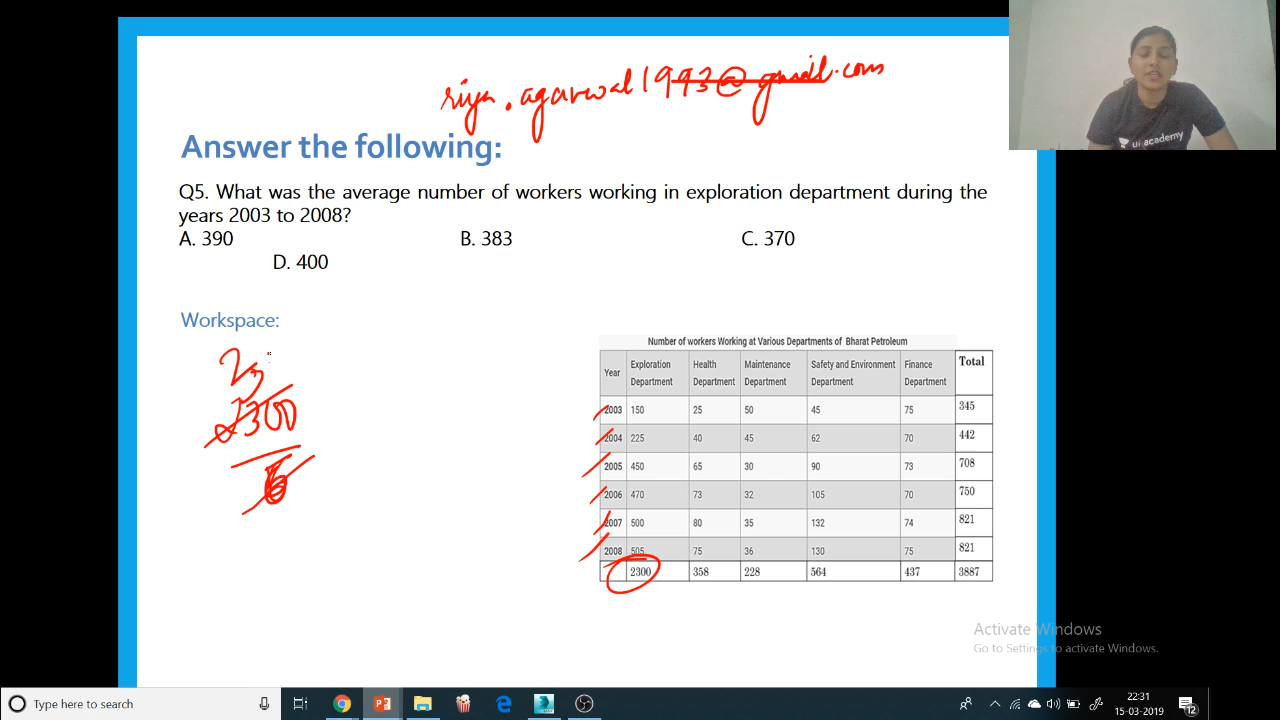 riya.agarwal1993@gmail.com
unacademy
Answer the following:
Q5. What was the average number of workers working in exploration department during the
years 2003 to 2008?
A. 390 B. 383 C. 370
D. 400
Workspace:
2300
6
Number of workers Working at Various Departments of Bharat Petroleum
Year Exploration Department Health Department Maintenance Department Safety and Environment Department Finance Department Total
2003 150 25 50 45 75 345
2004 225 40 45 62 70 442
2005 450 65 30 90 73 708
2006 470 73 32 105 70 750
2007 500 80 35 132 74 821
2008 505 75 36 130 75 821
2300 358 228 564 437 3887
Activate Windows
Go to Settings to activate Windows.
Type here to search
22:31
15-03-2019
12